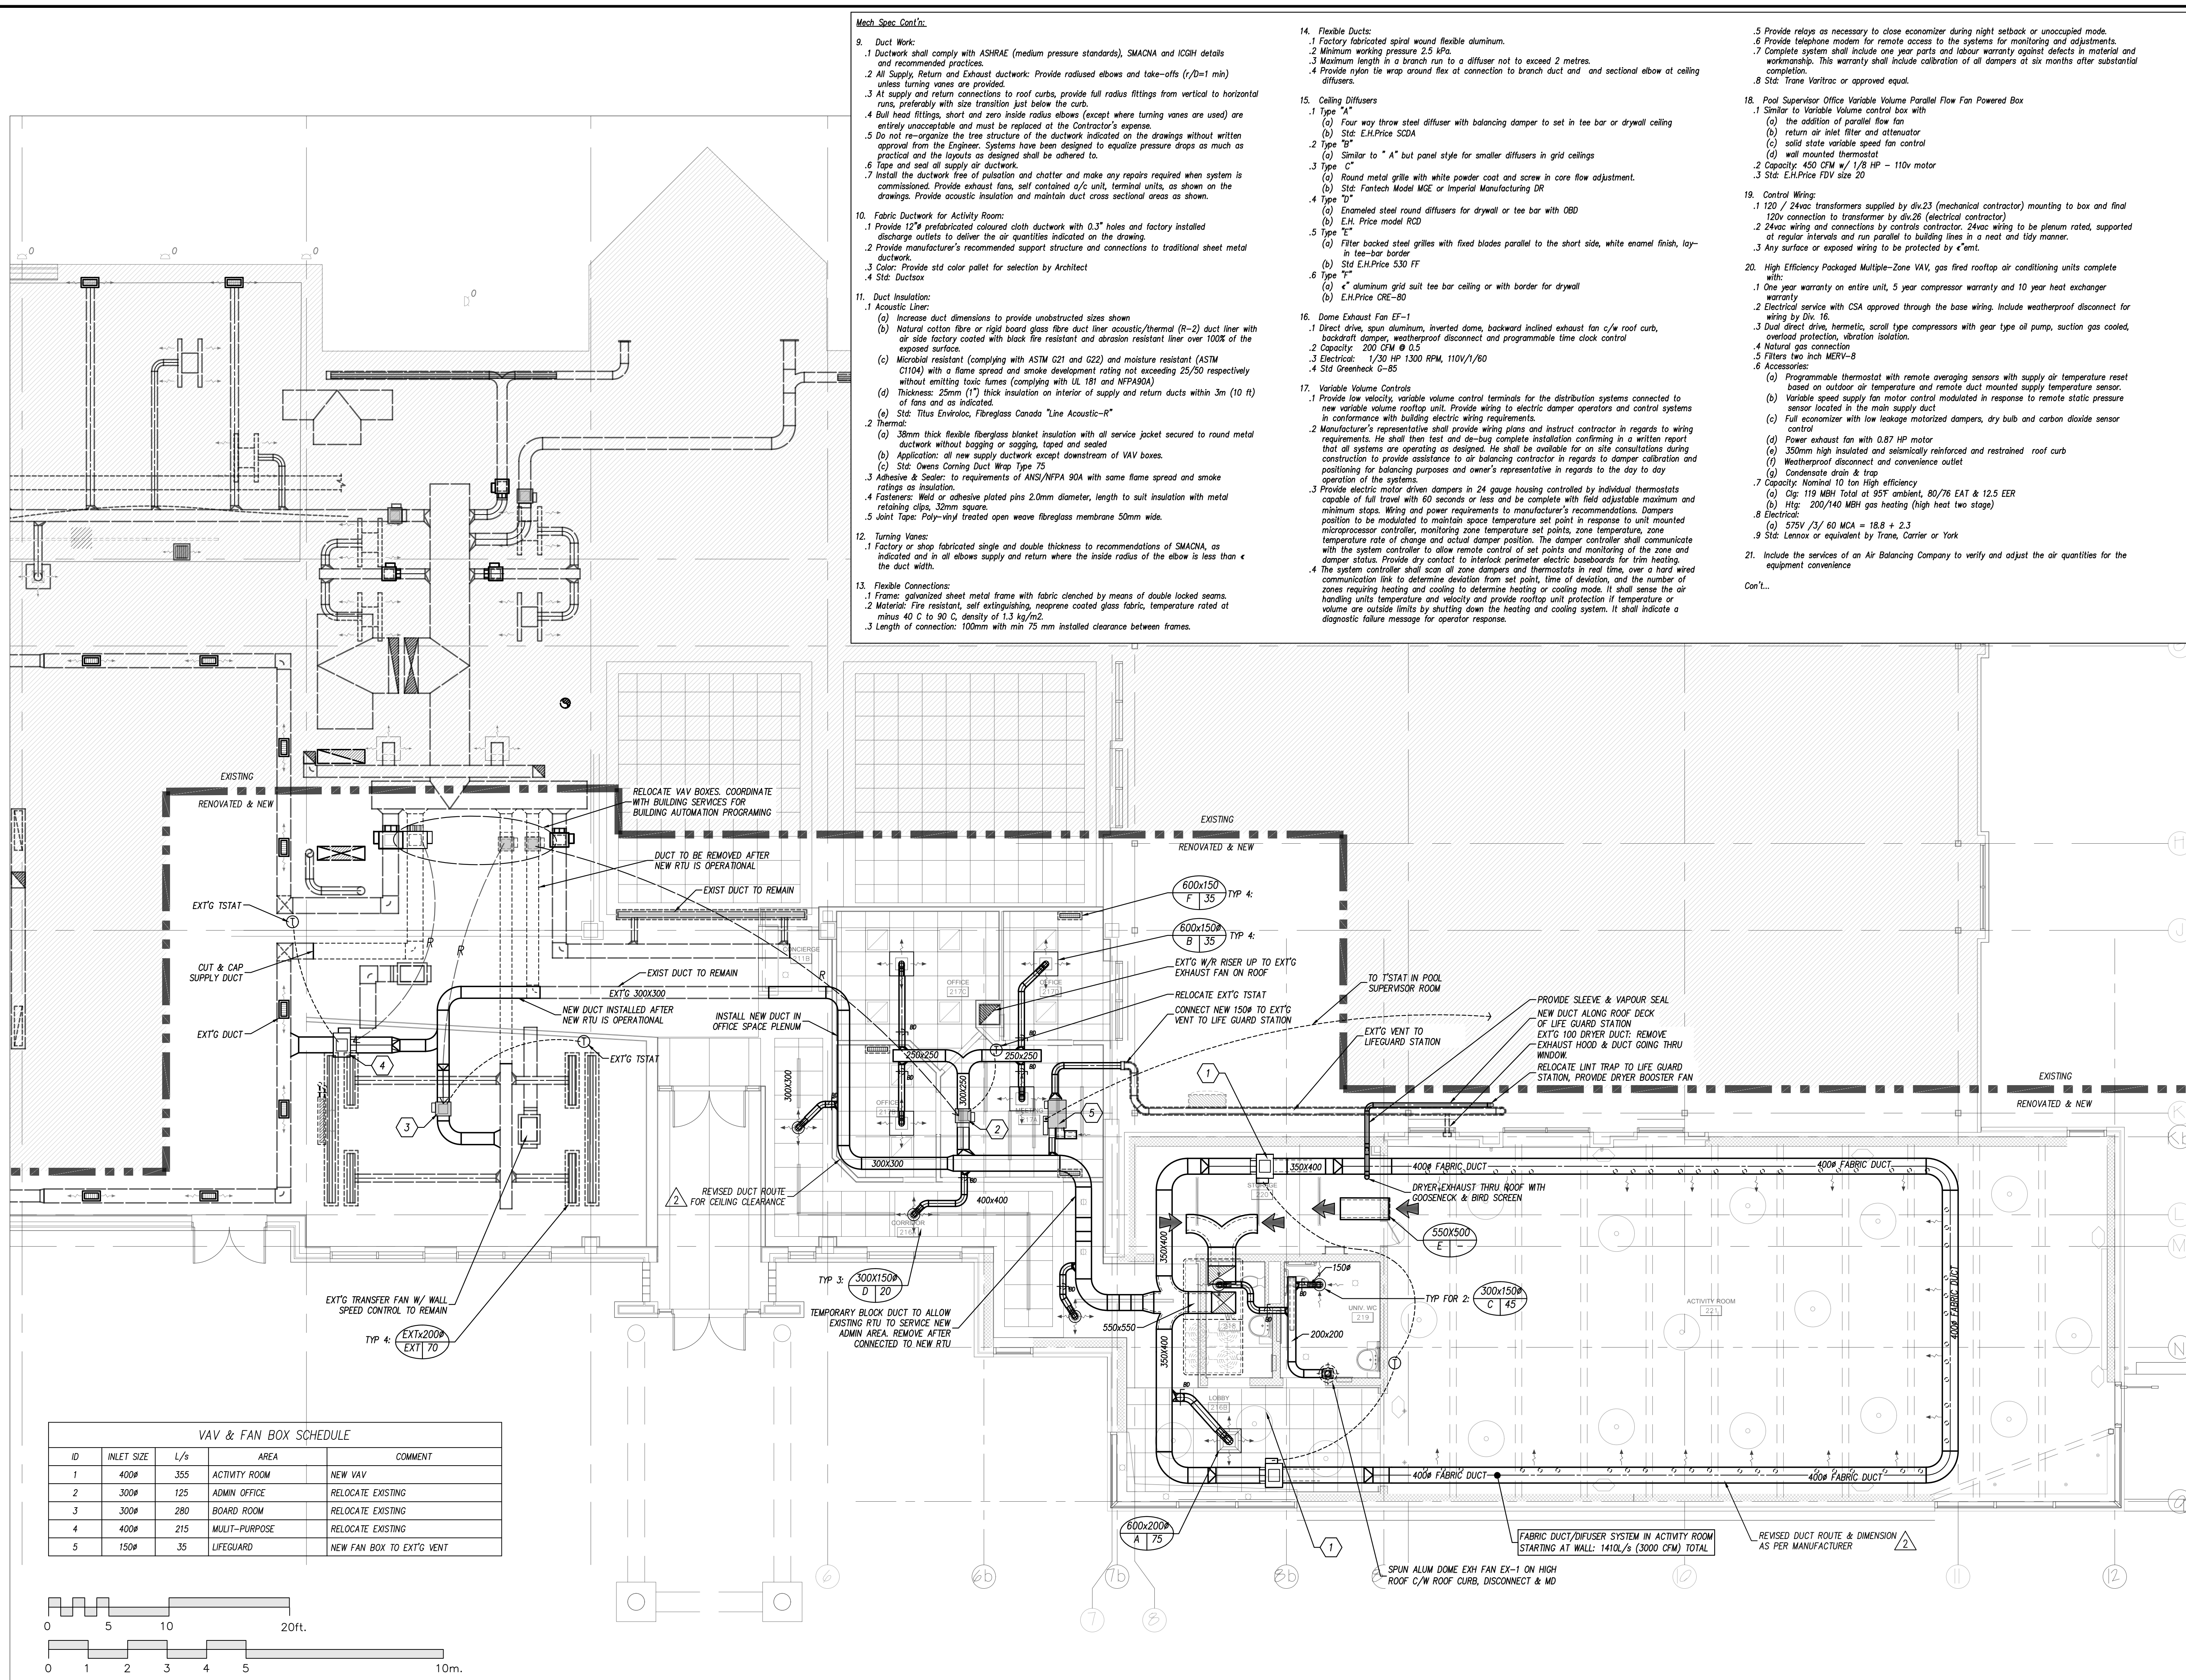 Mech Spec Cont'n:
9. Duct Work:
.1 Ductwork shall comply with ASHRAE (medium pressure standards), SMACNA and ICGIH details
and recommended practices.
.2 All Supply, Return and Exhaust ductwork: Provide radiused elbows and take-offs (r/D=1 min)
unless turning vanes are provided.
.3 At supply and return connections to roof curbs, provide full radius fittings from vertical to horizontal
runs, preferably with size transition just below the curb.
.4 Bull head fittings, short and zero inside radius elbows (except where turning vanes are used) are
entirely unacceptable and must be replaced at the Contractor's expense.
.5 Do not re-organize the tree structure of the ductwork indicated on the drawings without written
approval from the Engineer. Systems have been designed to equalize pressure drops as much as
practical and the layouts as designed shall be adhered to.
.6 Tape and seal all supply air ductwork.
.7 Install the ductwork free of pulsation and chatter and make any repairs required when system is
commissioned. Provide exhaust fans, self contained a/c unit, terminal units, as shown on the
drawings. Provide acoustic insulation and maintain duct cross sectional areas as shown.
10. Fabric Ductwork for Activity Room:
.1 Provide 12"ø prefabricated coloured cloth ductwork with 0.3" holes and factory installed
discharge outlets to deliver the air quantities indicated on the drawing.
.2 Provide manufacturer's recommended support structure and connections to traditional sheet metal
ductwork.
.3 Color: Provide std color pallet for selection by Architect
.4 Std: Ductsox
11. Duct Insulation:
.1 Acoustic Liner:
(a) Increase duct dimensions to provide unobstructed sizes shown
(b) Natural cotton fibre or rigid board glass fibre duct liner acoustic/thermal (R-2) duct liner with
air side factory coated with black fire resistant and abrasion resistant liner over 100% of the
exposed surface.
(c) Microbial resistant (complying with ASTM G21 and G22) and moisture resistant (ASTM
C1104) with a flame spread and smoke development rating not exceeding 25/50 respectively
without emitting toxic fumes (complying with UL 181 and NFPA90A)
(d) Thickness: 25mm (1") thick insulation on interior of supply and return ducts within 3m (10 ft)
of fans and as indicated.
(e) Std: Titus Enviroloc, Fibreglass Canada "Line Acoustic-R"
.2 Thermal:
(a) 38mm thick flexible fiberglass blanket insulation with all service jacket secured to round metal
ductwork without bagging or sagging, taped and sealed
(b) Application: all new supply ductwork except downstream of VAV boxes.
(c) Std: Owens Corning Duct Wrap Type 75
.3 Adhesive & Sealer: to requirements of ANSI/NFPA 90A with same flame spread and smoke
ratings as insulation.
.4 Fasteners: Weld or adhesive plated pins 2.0mm diameter, length to suit insulation with metal
retaining clips, 32mm square.
.5 Joint Tape: Poly-vinyl treated open weave fibreglass membrane 50mm wide.
12. Turning Vanes:
.1 Factory or shop fabricated single and double thickness to recommendations of SMACNA, as
indicated and in all elbows supply and return where the inside radius of the elbow is less than €
the duct width.
13. Flexible Connections:
.1 Frame: galvanized sheet metal frame with fabric clenched by means of double locked seams.
.2 Material: Fire resistant, self extinguishing, neoprene coated glass fabric, temperature rated at
minus 40 C to 90 C, density of 1.3 kg/m2.
.3 Length of connection: 100mm with min 75 mm installed clearance between frames.
14. Flexible Ducts:
.1 Factory fabricated spiral wound flexible aluminum.
.2 Minimum working pressure 2.5 kPa.
.3 Maximum length in a branch run to a diffuser not to exceed 2 metres.
.4 Provide nylon tie wrap around flex at connection to branch duct and and sectional elbow at ceiling
diffusers.
15. Ceiling Diffusers
.1 Type "A"
(a) Four way throw steel diffuser with balancing damper to set in tee bar or drywall ceiling
(b) Std: E.H.Price SCDA
.2 Type "B"
(a) Similar to " A" but panel style for smaller diffusers in grid ceilings
.3 Type C"
(a) Round metal grille with white powder coat and screw in core flow adjustment.
(b) Std: Fantech Model MGE or Imperial Manufacturing DR
.4 Type "D"
(a) Enameled steel round diffusers for drywall or tee bar with OBD
(b) E.H. Price model RCD
.5 Type "E"
(a) Filter backed steel grilles with fixed blades parallel to the short side, white enamel finish, lay-
in tee-bar border
(b) Std E.H.Price 530 FF
.6 Type "F"
(a) €" aluminum grid suit tee bar ceiling or with border for drywall
(b) E.H.Price CRE-80
16. Dome Exhaust Fan EF-1
.1 Direct drive, spun aluminum, inverted dome, backward inclined exhaust fan c/w roof curb,
backdraft damper, weatherproof disconnect and programmable time clock control
.2 Capacity: 200 CFM @ 0.5
.3 Electrical: 1/30 HP 1300 RPM, 110V/1/60
.4 Std Greenheck G-85
17. Variable Volume Controls
.1 Provide low velocity, variable volume control terminals for the distribution systems connected to
new variable volume rooftop unit. Provide wiring to electric damper operators and control systems
in conformance with building electric wiring requirements.
.2 Manufacturer's representative shall provide wiring plans and instruct contractor in regards to wiring
requirements. He shall then test and de-bug complete installation confirming in a written report
that all systems are operating as designed. He shall be available for on site consultations during
construction to provide assistance to air balancing contractor in regards to damper calibration and
positioning for balancing purposes and owner's representative in regards to the day to day
operation of the systems.
.3 Provide electric motor driven dampers in 24 gauge housing controlled by individual thermostats
capable of full travel with 60 seconds or less and be complete with field adjustable maximum and
minimum stops. Wiring and power requirements to manufacturer's recommendations. Dampers
position to be modulated to maintain space temperature set point in response to unit mounted
microprocessor controller, monitoring zone temperature set points, zone temperature, zone
temperature rate of change and actual damper position. The damper controller shall communicate
with the system controller to allow remote control of set points and monitoring of the zone and
damper status. Provide dry contact to interlock perimeter electric baseboards for trim heating.
.4 The system controller shall scan all zone dampers and thermostats in real time, over a hard wired
communication link to determine deviation from set point, time of deviation, and the number of
zones requiring heating and cooling to determine heating or cooling mode. It shall sense the air
handling units temperature and velocity and provide rooftop unit protection if temperature or
volume are outside limits by shutting down the heating and cooling system. It shall indicate a
diagnostic failure message for operator response.
.5 Provide relays as necessary to close economizer during night setback or unoccupied mode.
.6 Provide telephone modem for remote access to the systems for monitoring and adjustments.
.7 Complete system shall include one year parts and labour warranty against defects in material and
workmanship. This warranty shall include calibration of all dampers at six months after substantial
completion.
.8 Std: Trane Varitrac or approved equal.
18. Pool Supervisor Office Variable Volume Parallel Flow Fan Powered Box
.1 Similar to Variable Volume control box with
(a) the addition of parallel flow fan
(b) return air inlet filter and attenuator
(c) solid state variable speed fan control
(d) wall mounted thermostat
.2 Capacity: 450 CFM w/ 1/8 HP - 110v motor
.3 Std: E.H.Price FDV size 20
19. Control Wiring:
.1 120 / 24vac transformers supplied by div.23 (mechanical contractor) mounting to box and final
120v connection to transformer by div.26 (electrical contractor)
.2 24vac wiring and connections by controls contractor. 24vac wiring to be plenum rated, supported
at regular intervals and run parallel to building lines in a neat and tidy manner.
.3 Any surface or exposed wiring to be protected by €"emt.
20. High Efficiency Packaged Multiple-Zone VAV, gas fired rooftop air conditioning units complete
with:
.1 One year warranty on entire unit, 5 year compressor warranty and 10 year heat exchanger
warranty
.2 Electrical service with CSA approved through the base wiring. Include weatherproof disconnect for
wiring by Div. 16.
.3 Dual direct drive, hermetic, scroll type compressors with gear type oil pump, suction gas cooled,
overload protection, vibration isolation.
.4 Natural gas connection
.5 Filters two inch MERV-8
.6 Accessories:
(a) Programmable thermostat with remote averaging sensors with supply air temperature reset
based on outdoor air temperature and remote duct mounted supply temperature sensor.
(b) Variable speed supply fan motor control modulated in response to remote static pressure
sensor located in the main supply duct
(c) Full economizer with low leakage motorized dampers, dry bulb and carbon dioxide sensor
control
(d) Power exhaust fan with 0.87 HP motor
(e) 350mm high insulated and seismically reinforced and restrained roof curb
(f) Weatherproof disconnect and convenience outlet
(g) Condensate drain & trap
.7 Capacity: Nominal 10 ton High efficiency
(a) Clg: 119 MBH Total at 95°F ambient, 80/76 EAT & 12.5 EER
(b) Htg: 200/140 MBH gas heating (high heat two stage)
.8 Electrical:
(a) 575V /3/ 60 MCA = 18.8 + 2.3
.9 Std: Lennox or equivalent by Trane, Carrier or York
21. Include the services of an Air Balancing Company to verify and adjust the air quantities for the
equipment convenience
Con't...
EXISTING
RENOVATED & NEW
RELOCATE VAV BOXES. COORDINATE
WITH BUILDING SERVICES FOR
BUILDING AUTOMATION PROGRAMING
DUCT TO BE REMOVED AFTER
NEW RTU IS OPERATIONAL
EXIST DUCT TO REMAIN
EXT'G TSTAT
CUT & CAP
SUPPLY DUCT
EXT'G DUCT
R
R
R
EXIST DUCT TO REMAIN
EXT'G 300X300
NEW DUCT INSTALLED AFTER
NEW RTU IS OPERATIONAL
INSTALL NEW DUCT IN
OFFICE SPACE PLENUM
EXT'G TSTAT
CONCIERGE
211B
EXISTING
RENOVATED & NEW
600x150
F 35
TYP 4:
600x150ø
B 35
TYP 4:
EXT'G W/R RISER UP TO EXT'G
EXHAUST FAN ON ROOF
RELOCATE EXT'G TSTAT
CONNECT NEW 150ø TO EXT'G
VENT TO LIFE GUARD STATION
TO T'STAT IN POOL
SUPERVISOR ROOM
EXT'G VENT TO
LIFEGUARD STATION
PROVIDE SLEEVE & VAPOUR SEAL
NEW DUCT ALONG ROOF DECK
OF LIFE GUARD STATION
EXT'G 100 DRYER DUCT: REMOVE
EXHAUST HOOD & DUCT GOING THRU
WINDOW.
RELOCATE LINT TRAP TO LIFE GUARD
STATION, PROVIDE DRYER BOOSTER FAN
EXISTING
RENOVATED & NEW
OFFICE
217C
OFFICE
217D
OFFICE
MEETING
217A
250x250
250x250
300X250
300X300
300X300
400x400
BD
BD
BD
BD
BD
BD
BD
BD
1
2
3
4
5
T
T
T
T
2
REVISED DUCT ROUTE
FOR CEILING CLEARANCE
CORRIDOR
TYP 3:
300X150ø
D 20
EXT'G TRANSFER FAN W/ WALL
SPEED CONTROL TO REMAIN
TYP 4:
EXTx200ø
EXT 70
TEMPORARY BLOCK DUCT TO ALLOW
EXISTING RTU TO SERVICE NEW
ADMIN AREA. REMOVE AFTER
CONNECTED TO NEW RTU
550x550
350X400
350X400
350X400
STORAGE
220
400ø FABRIC DUCT
400ø FABRIC DUCT
DRYER EXHAUST THRU ROOF WITH
GOOSENECK & BIRD SCREEN
550X500
E -
150ø
TYP FOR 2:
300x150ø
C 45
200x200
UNIV. WC
219
ACTIVITY ROOM
221
400ø FABRIC DUCT
LOBBY
216B
400ø FABRIC DUCT
400ø FABRIC DUCT
600x200ø
A 75
1
SPUN ALUM DOME EXH FAN EX-1 ON HIGH
ROOF C/W ROOF CURB, DISCONNECT & MD
FABRIC DUCT/DIFUSER SYSTEM IN ACTIVITY ROOM
STARTING AT WALL: 1410L/s (3000 CFM) TOTAL
REVISED DUCT ROUTE & DIMENSION
AS PER MANUFACTURER
2
VAV & FAN BOX SCHEDULE
ID INLET SIZE L/s AREA COMMENT
1 400ø 355 ACTIVITY ROOM NEW VAV
2 300ø 125 ADMIN OFFICE RELOCATE EXISTING
3 300ø 280 BOARD ROOM RELOCATE EXISTING
4 400ø 215 MULIT-PURPOSE RELOCATE EXISTING
5 150ø 35 LIFEGUARD NEW FAN BOX TO EXT'G VENT
0 5 10 20ft.
0 1 2 3 4 5 10m.
6
6b
7b
7
8
8b
10
11
12
H
J
K
Kb
L
M
N